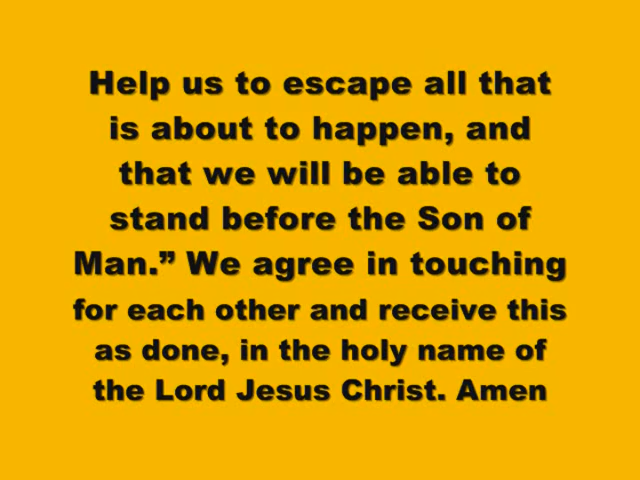 Help us to escape all that
is about to happen, and
that we will be able to
stand before the Son of
Man.” We agree in touching
for each other and receive this
as done, in the holy name of
the Lord Jesus Christ. Amen